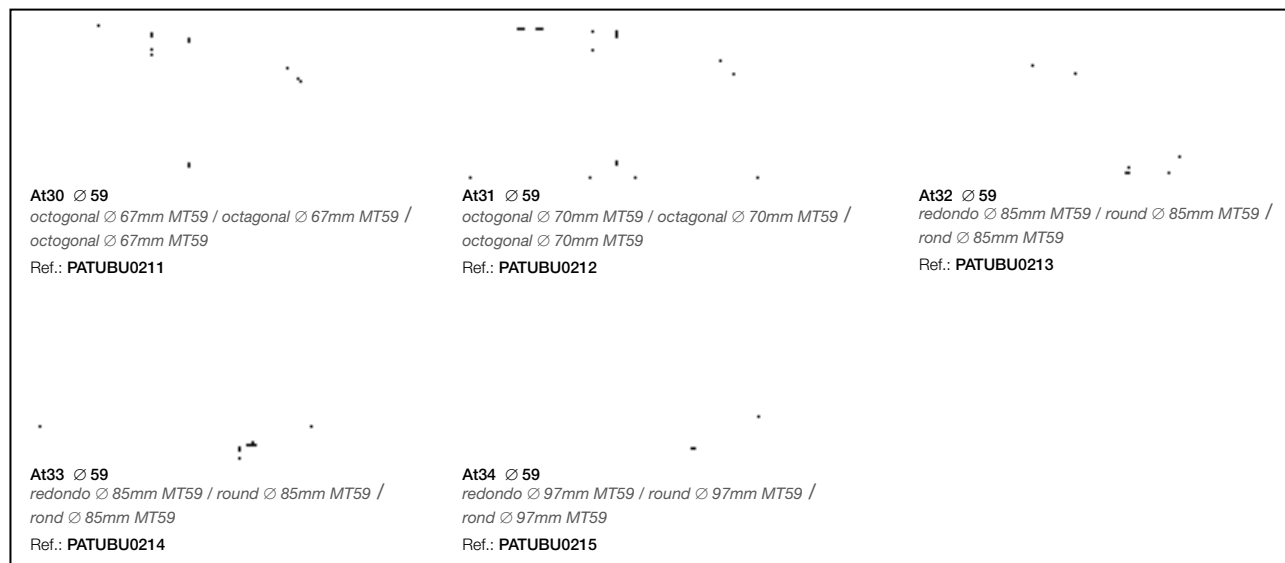 At30 ∅ 59
octogonal ∅ 67mm MT59 / octagonal ∅ 67mm MT59 /
octogonal ∅ 67mm MT59
Ref.: PATUBU0211
At31 ∅ 59
octogonal ∅ 70mm MT59 / octagonal ∅ 70mm MT59 /
octogonal ∅ 70mm MT59
Ref.: PATUBU0212
At32 ∅ 59
redondo ∅ 85mm MT59 / round ∅ 85mm MT59 /
rond ∅ 85mm MT59
Ref.: PATUBU0213
At33 ∅ 59
redondo ∅ 85mm MT59 / round ∅ 85mm MT59 /
rond ∅ 85mm MT59
Ref.: PATUBU0214
At34 ∅ 59
redondo ∅ 97mm MT59 / round ∅ 97mm MT59 /
rond ∅ 97mm MT59
Ref.: PATUBU0215